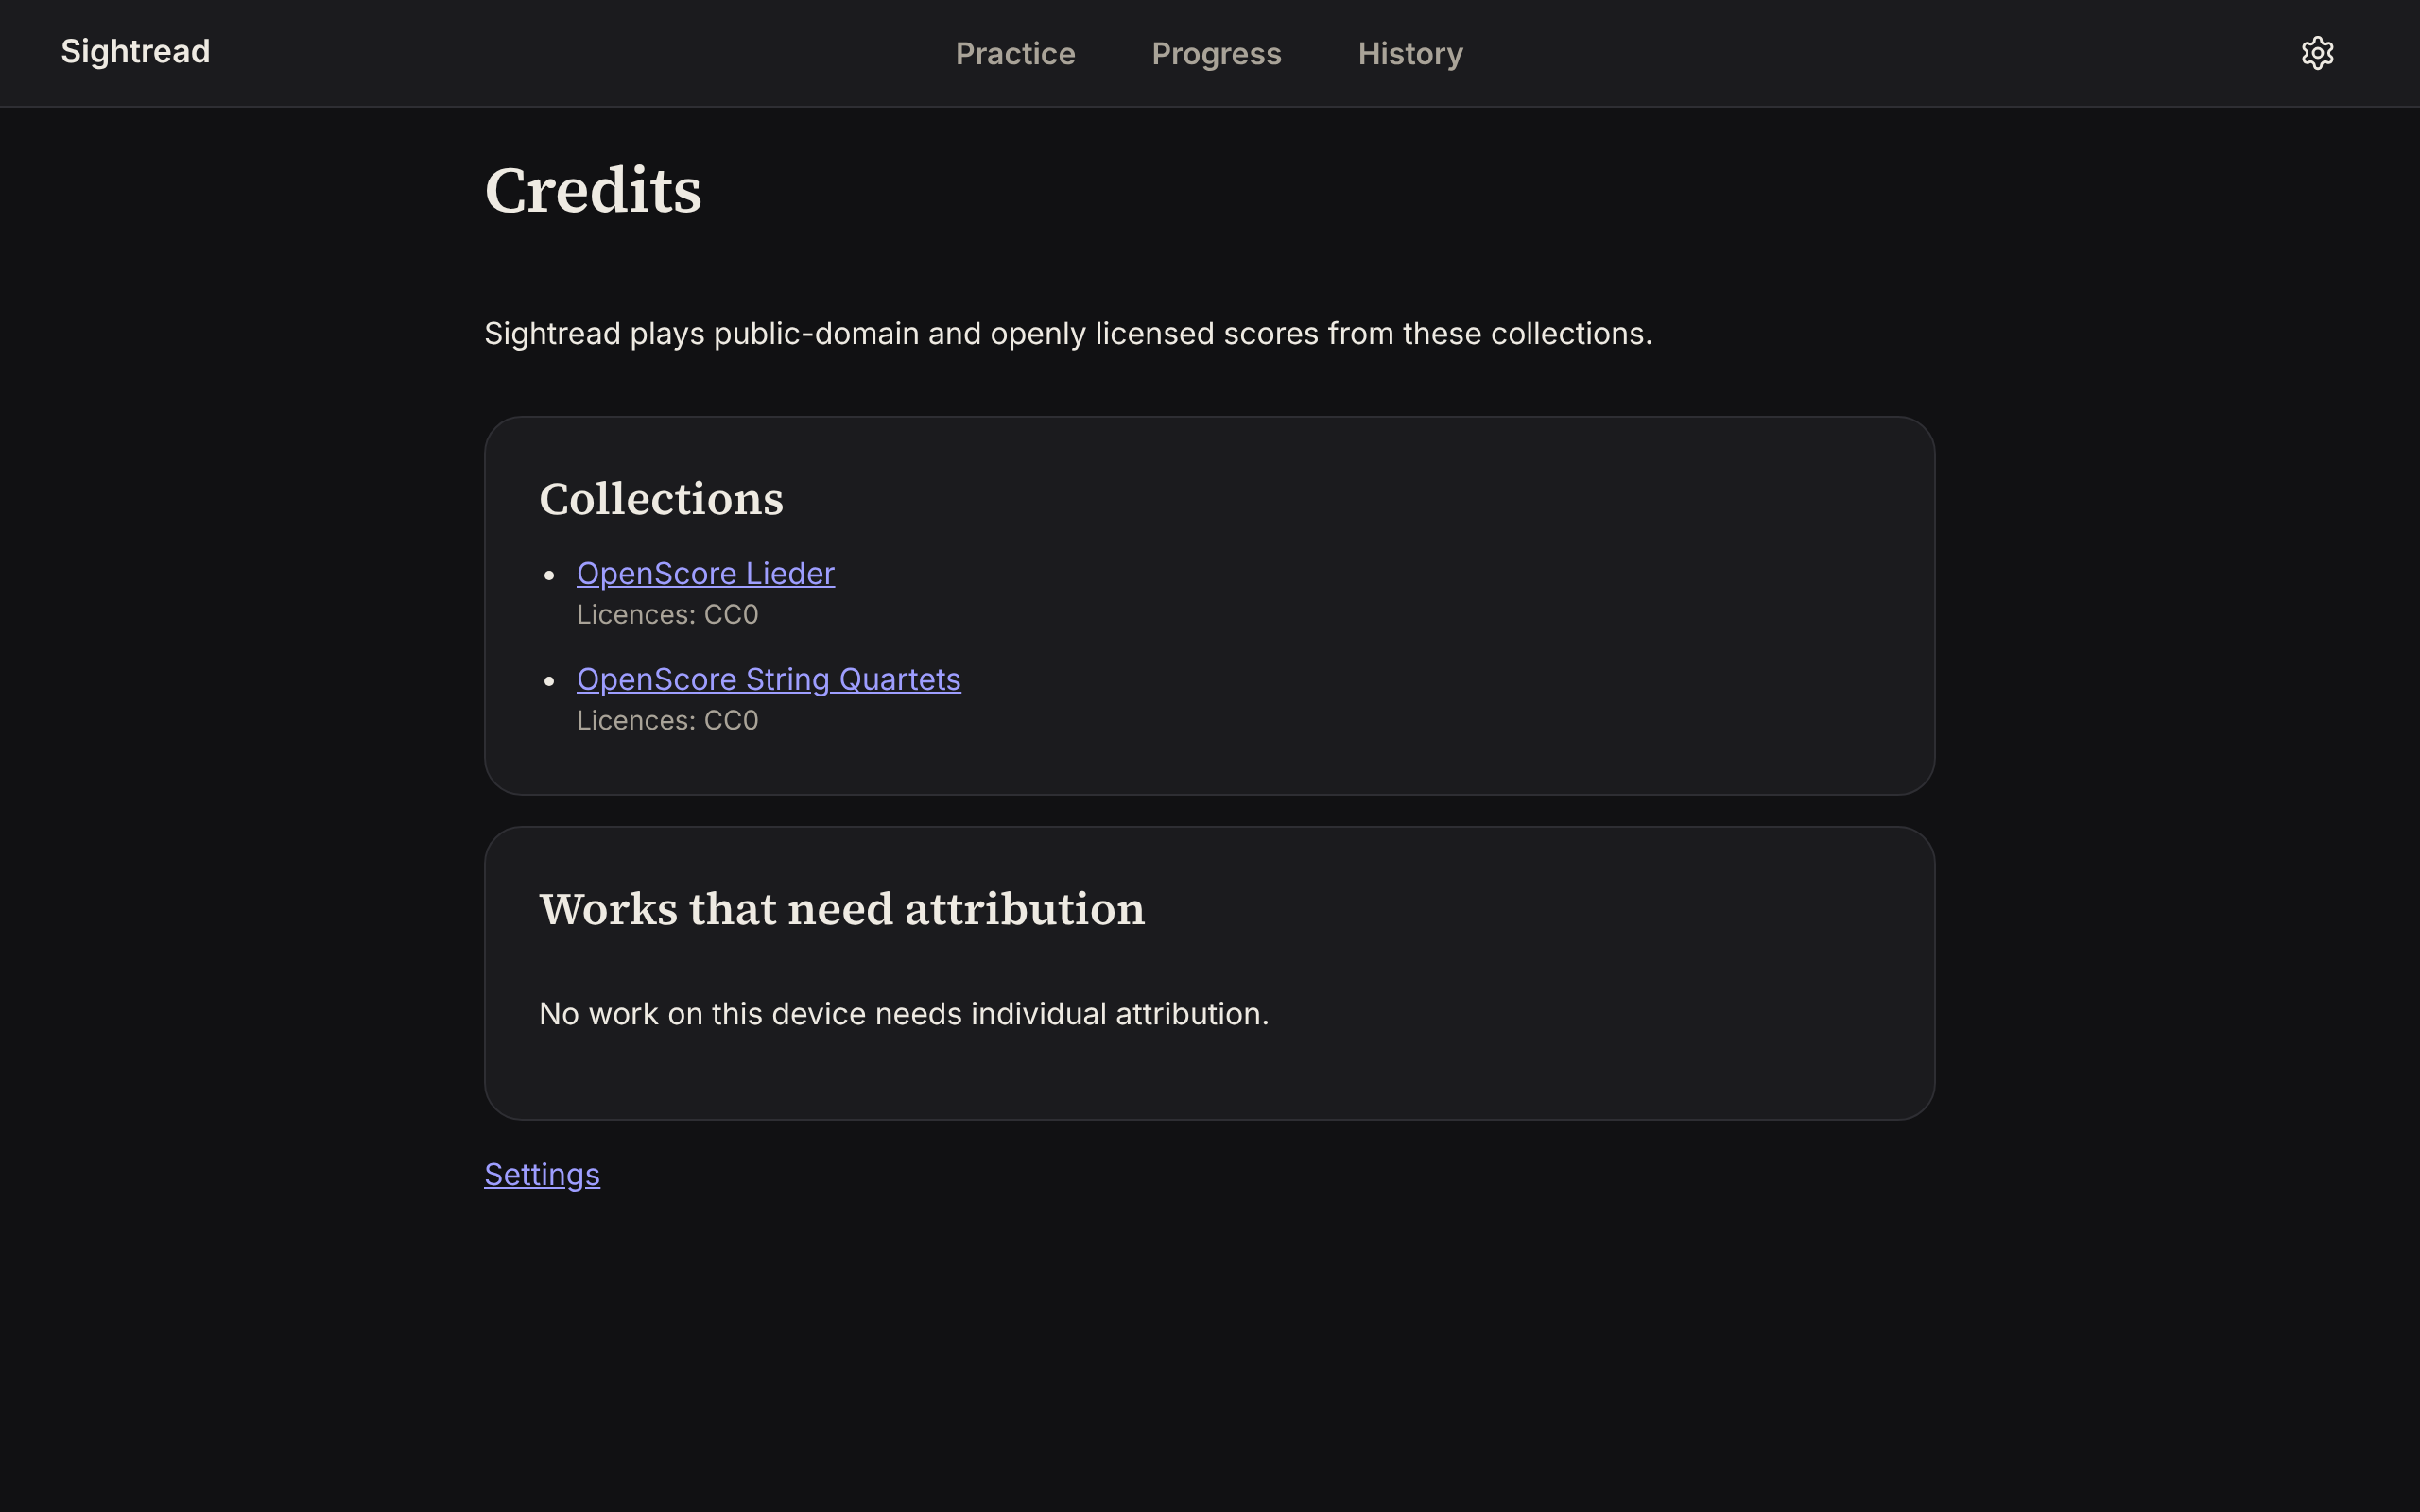 Sightread
Practice
Progress
History
Credits
Sightread plays public-domain and openly licensed scores from these collections.
Collections
OpenScore Lieder
Licences: CC0
OpenScore String Quartets
Licences: CC0
Works that need attribution
No work on this device needs individual attribution.
Settings